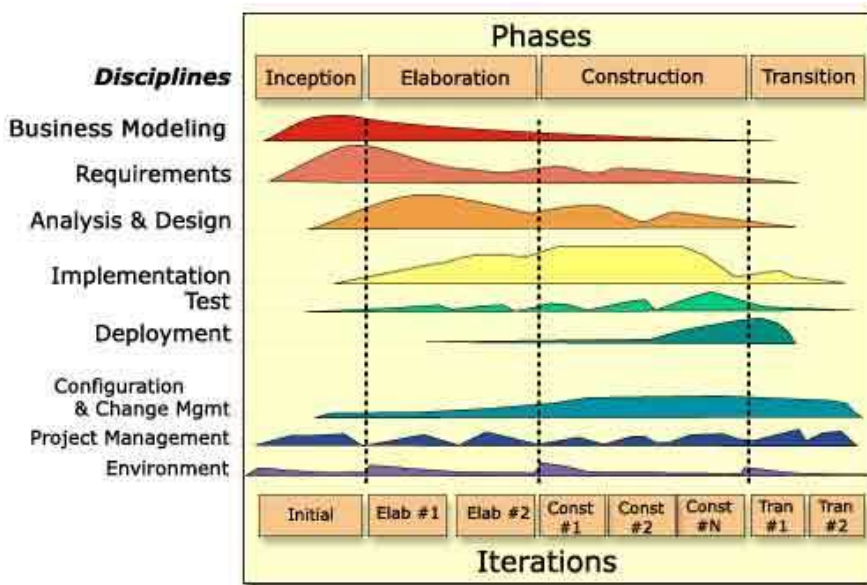 Phases
Disciplines
Inception
Elaboration
Construction
Transition
Business Modeling
Requirements
Analysis & Design
Implementation
Test
Deployment
Configuration
& Change Mgmt
Project Management
Environment
Initial
Elab #1
Elab #2
Const
#1
Const
#2
Const
#N
Tran
#1
Tran
#2
Iterations